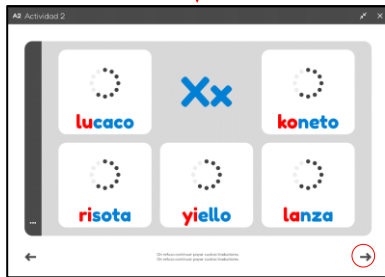 A2 Actividad 2
Xx
lucaco
koneto
risota
yiello
lanza